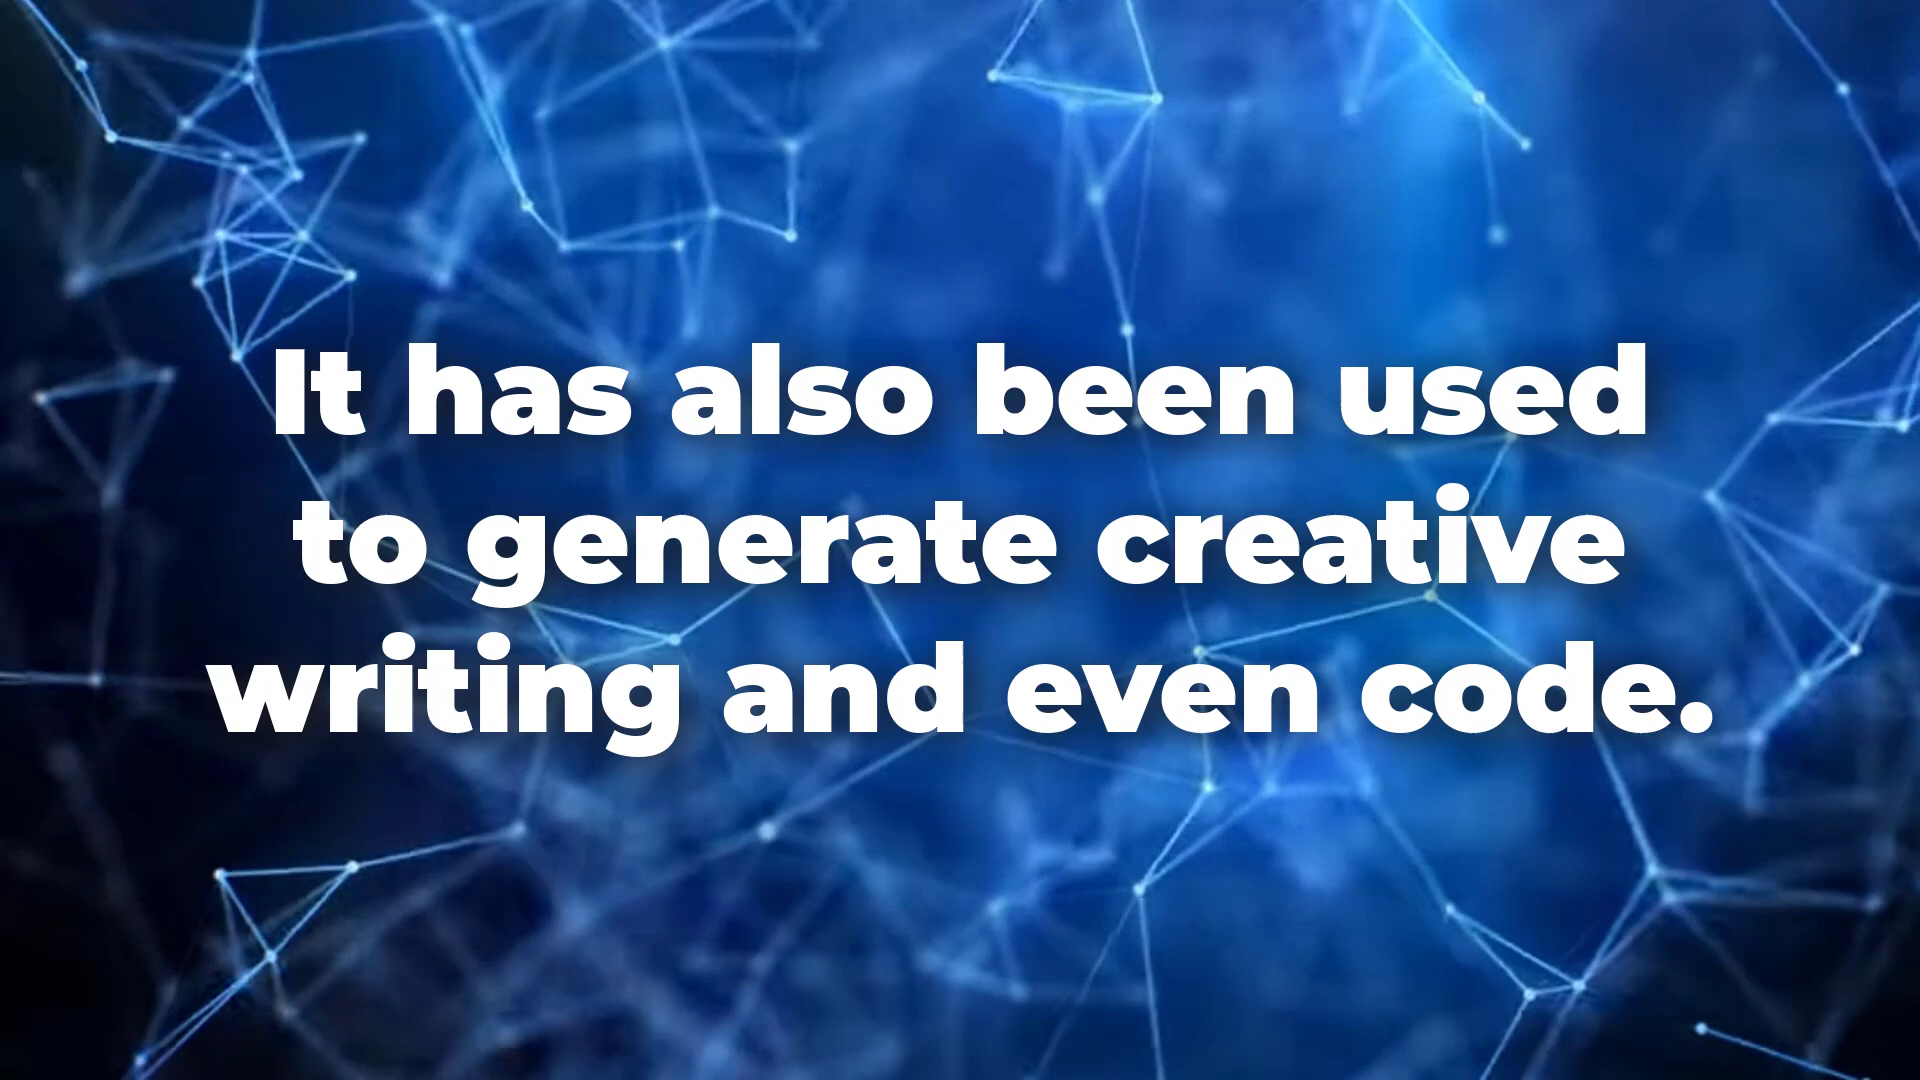 It has also been used
to generate creative
writing and even code.